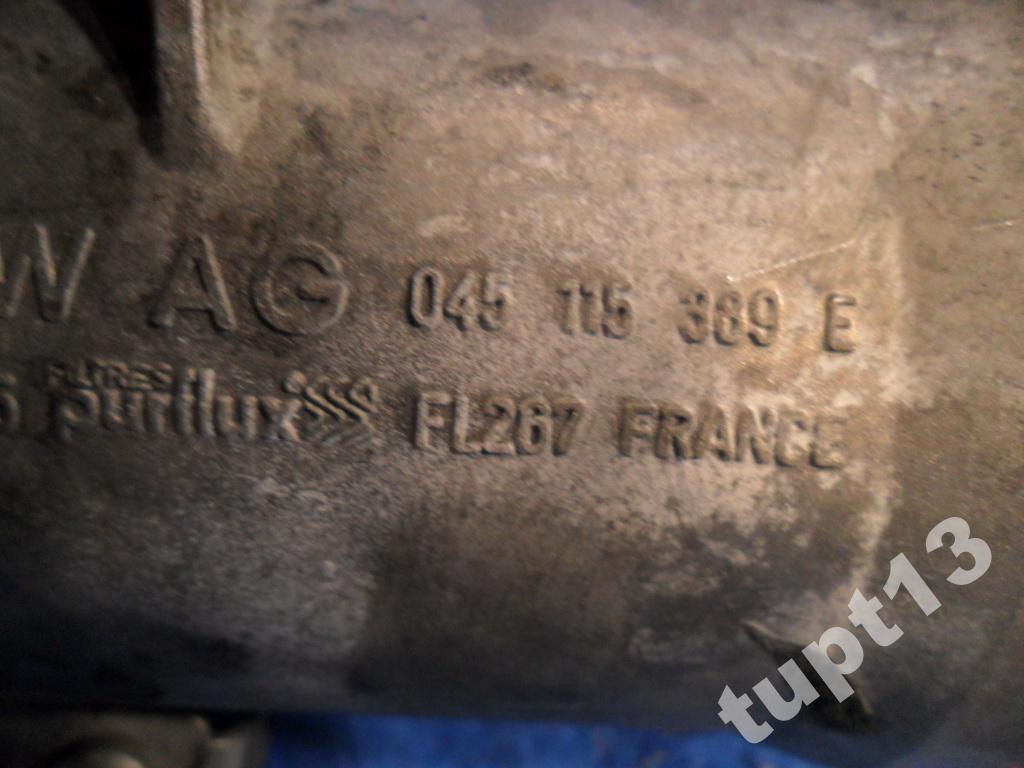 W AG 045 115 389 E
FILTRES
purflux FL267 FRANCE
tupt13